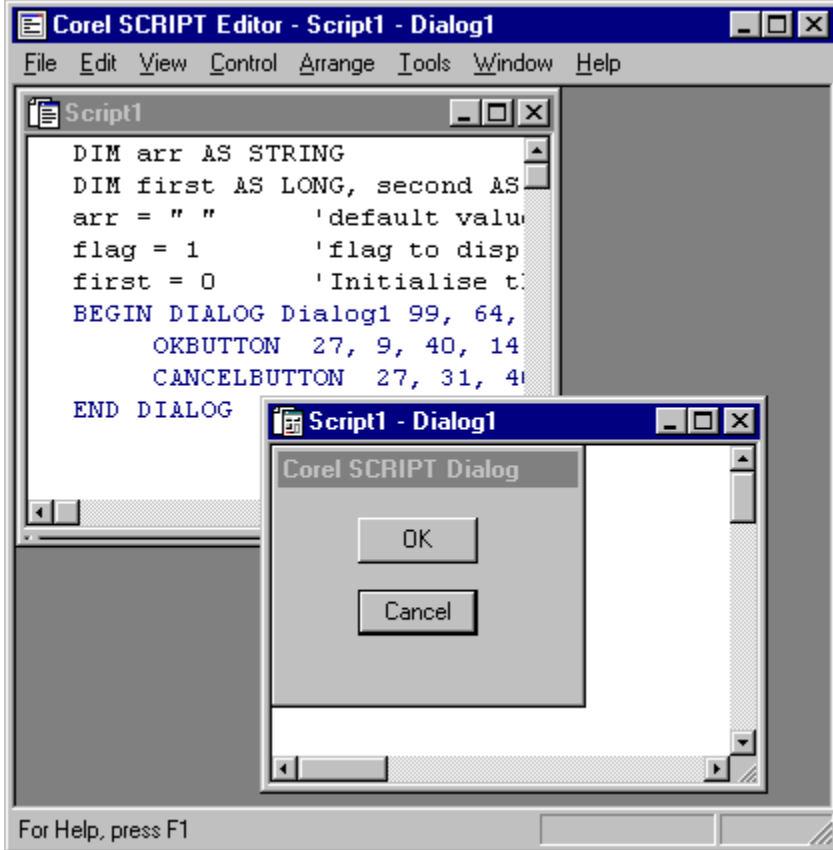 Corel SCRIPT Editor - Script1 - Dialog1
File Edit View Control Arrange Tools Window Help
Script1
DIM arr AS STRING
DIM first AS LONG, second AS
arr = " " 'default valu
flag = 1 'flag to disp
first = 0 'Initialise t
BEGIN DIALOG Dialog1 99, 64,
OKBUTTON 27, 9, 40, 14
CANCELBUTTON 27, 31, 4
END DIALOG
Script1 - Dialog1
Corel SCRIPT Dialog
OK
Cancel
For Help, press F1